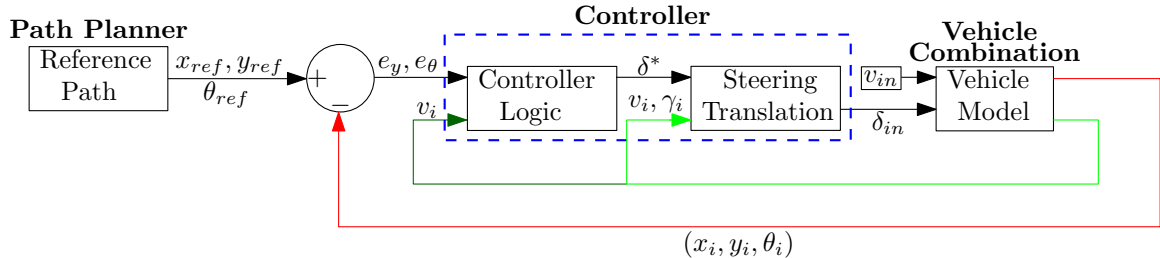 Controller
Path Planner
Vehicle
Combination
Reference
Path
x_{ref}, y_{ref}
θ_{ref}
+
−
e_y, e_θ
v_i
Controller
Logic
δ*
v_i, γ_i
Steering
Translation
v_{in}
δ_{in}
Vehicle
Model
(x_i, y_i, θ_i)